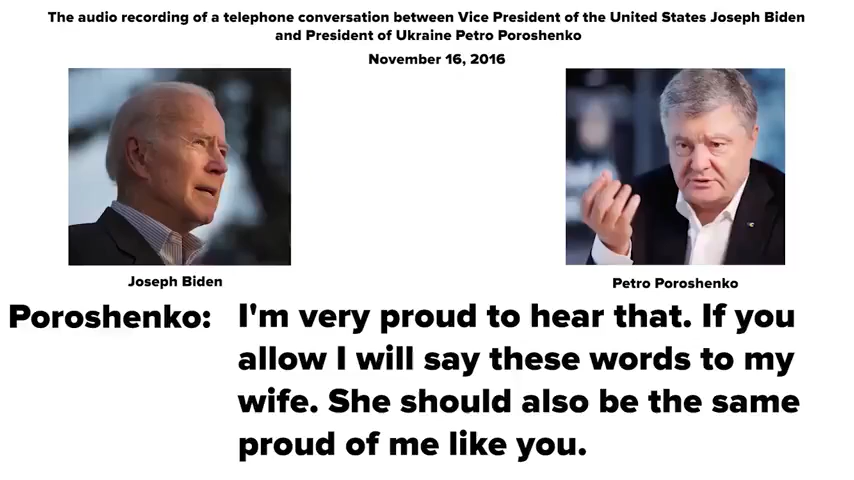 The audio recording of a telephone conversation between Vice President of the United States Joseph Biden
and President of Ukraine Petro Poroshenko
November 16, 2016
Joseph Biden
Petro Poroshenko
Poroshenko: I'm very proud to hear that. If you
allow I will say these words to my
wife. She should also be the same
proud of me like you.